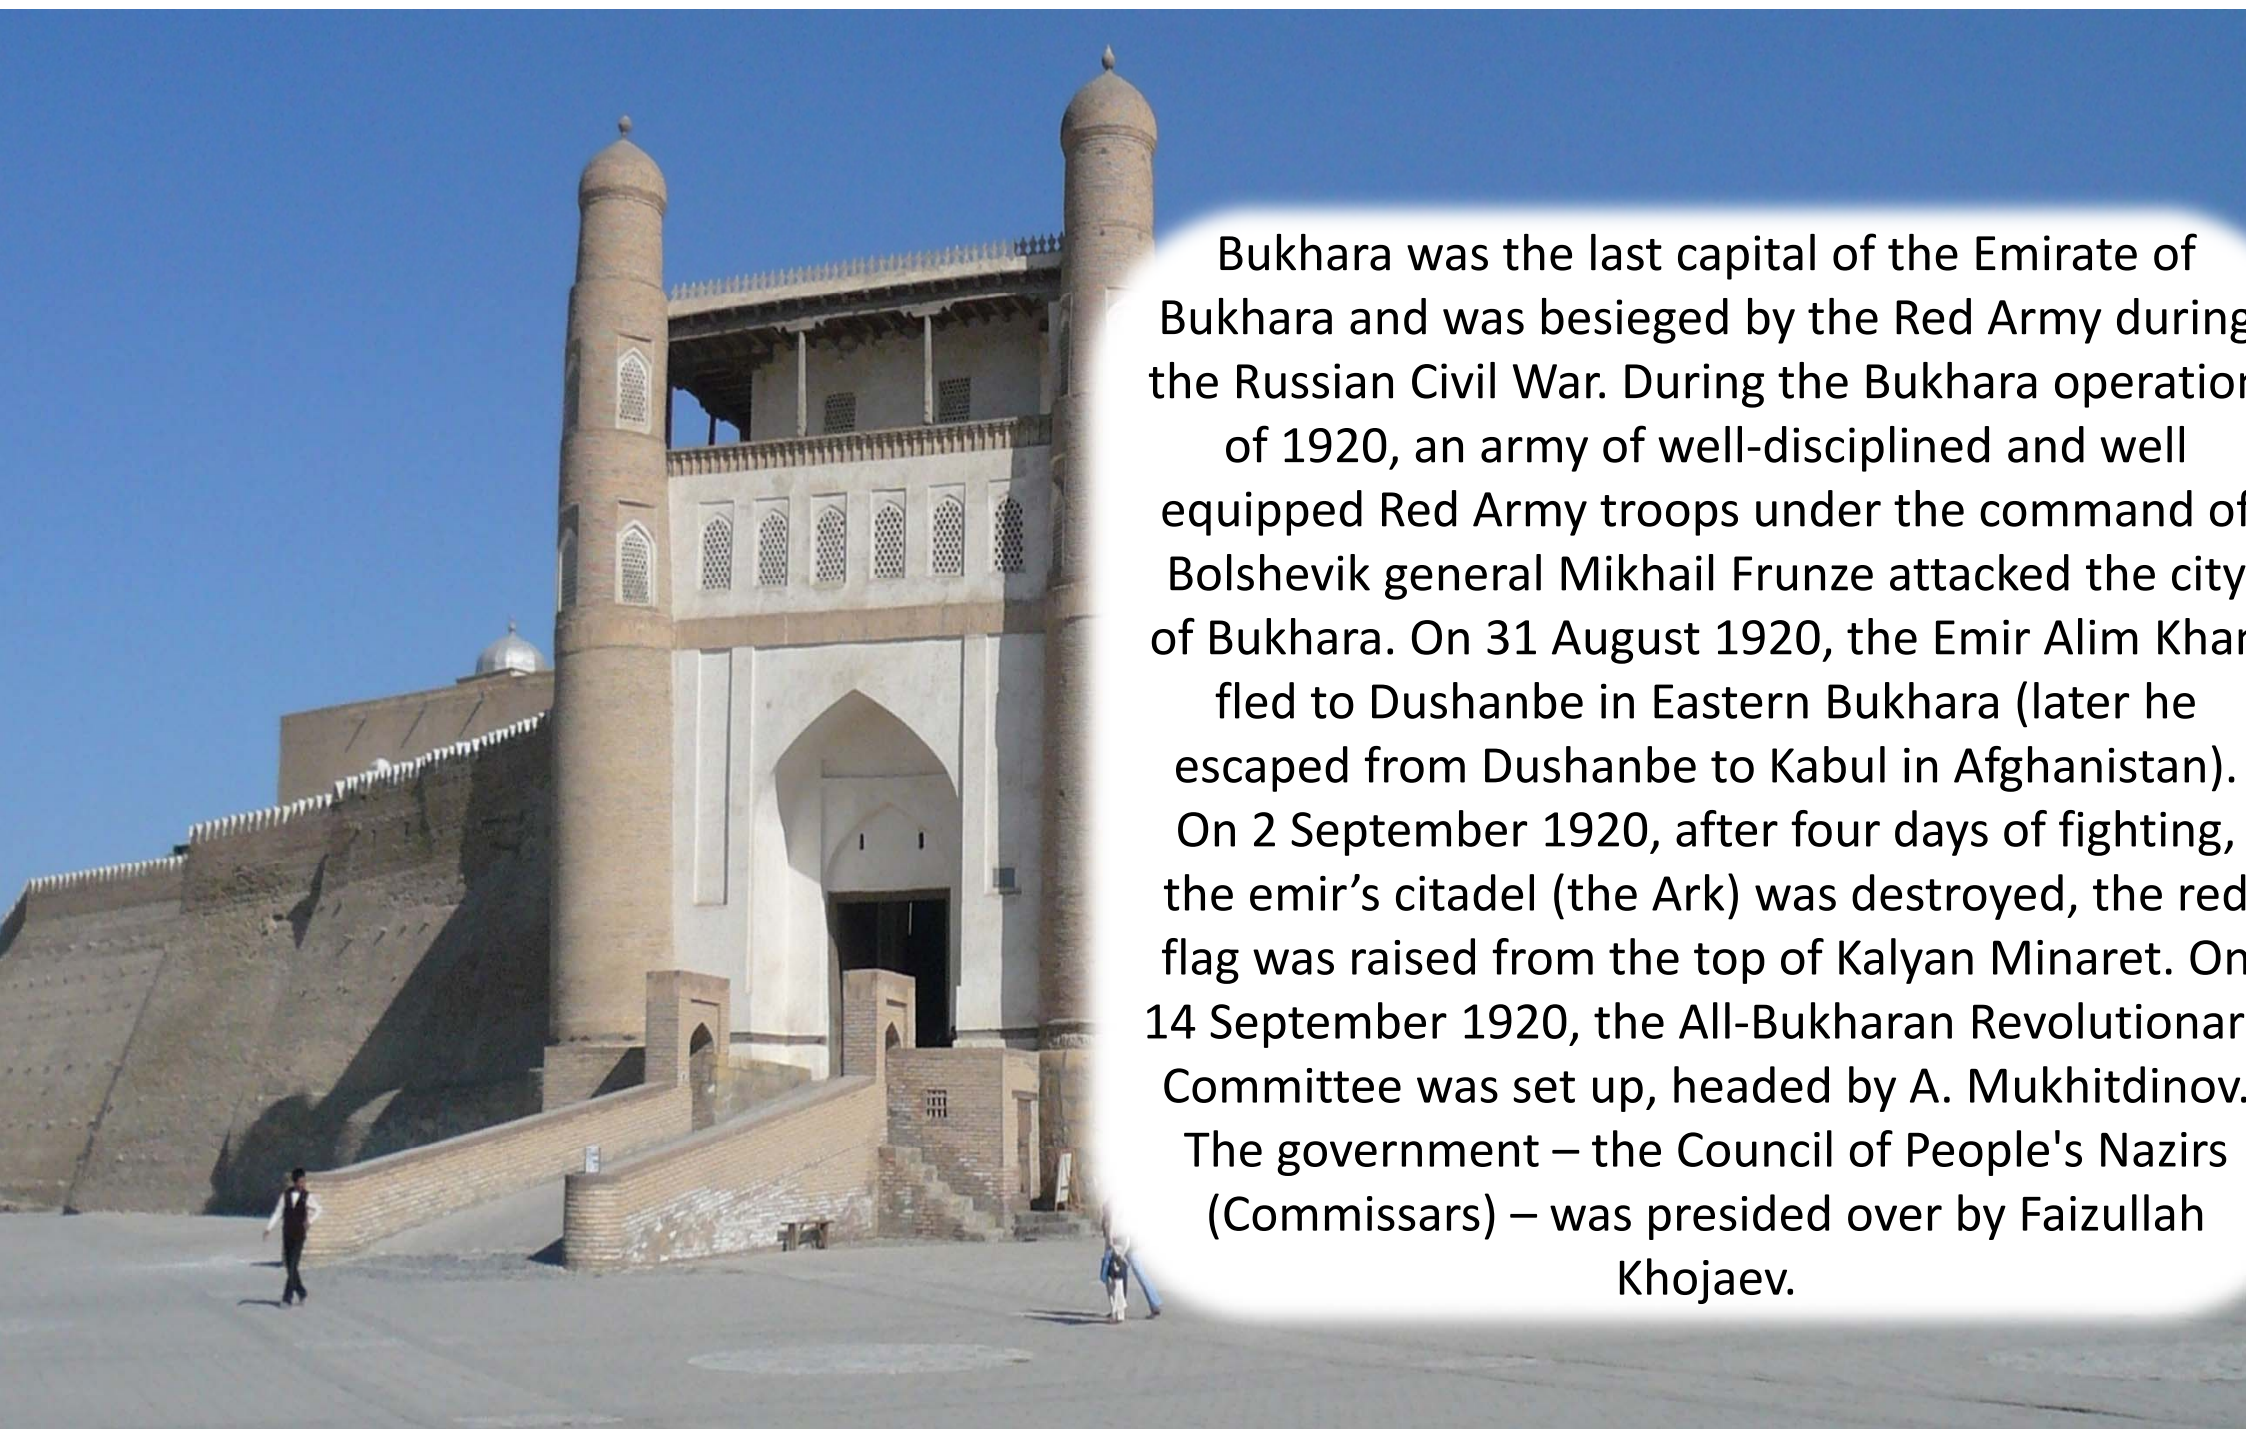 Bukhara was the last capital of the Emirate of
Bukhara and was besieged by the Red Army during
the Russian Civil War. During the Bukhara operation
of 1920, an army of well-disciplined and well
equipped Red Army troops under the command of
Bolshevik general Mikhail Frunze attacked the city
of Bukhara. On 31 August 1920, the Emir Alim Khan
fled to Dushanbe in Eastern Bukhara (later he
escaped from Dushanbe to Kabul in Afghanistan).
On 2 September 1920, after four days of fighting,
the emir’s citadel (the Ark) was destroyed, the red
flag was raised from the top of Kalyan Minaret. On
14 September 1920, the All-Bukharan Revolutionar
Committee was set up, headed by A. Mukhitdinov.
The government – the Council of People's Nazirs
(Commissars) – was presided over by Faizullah
Khojaev.